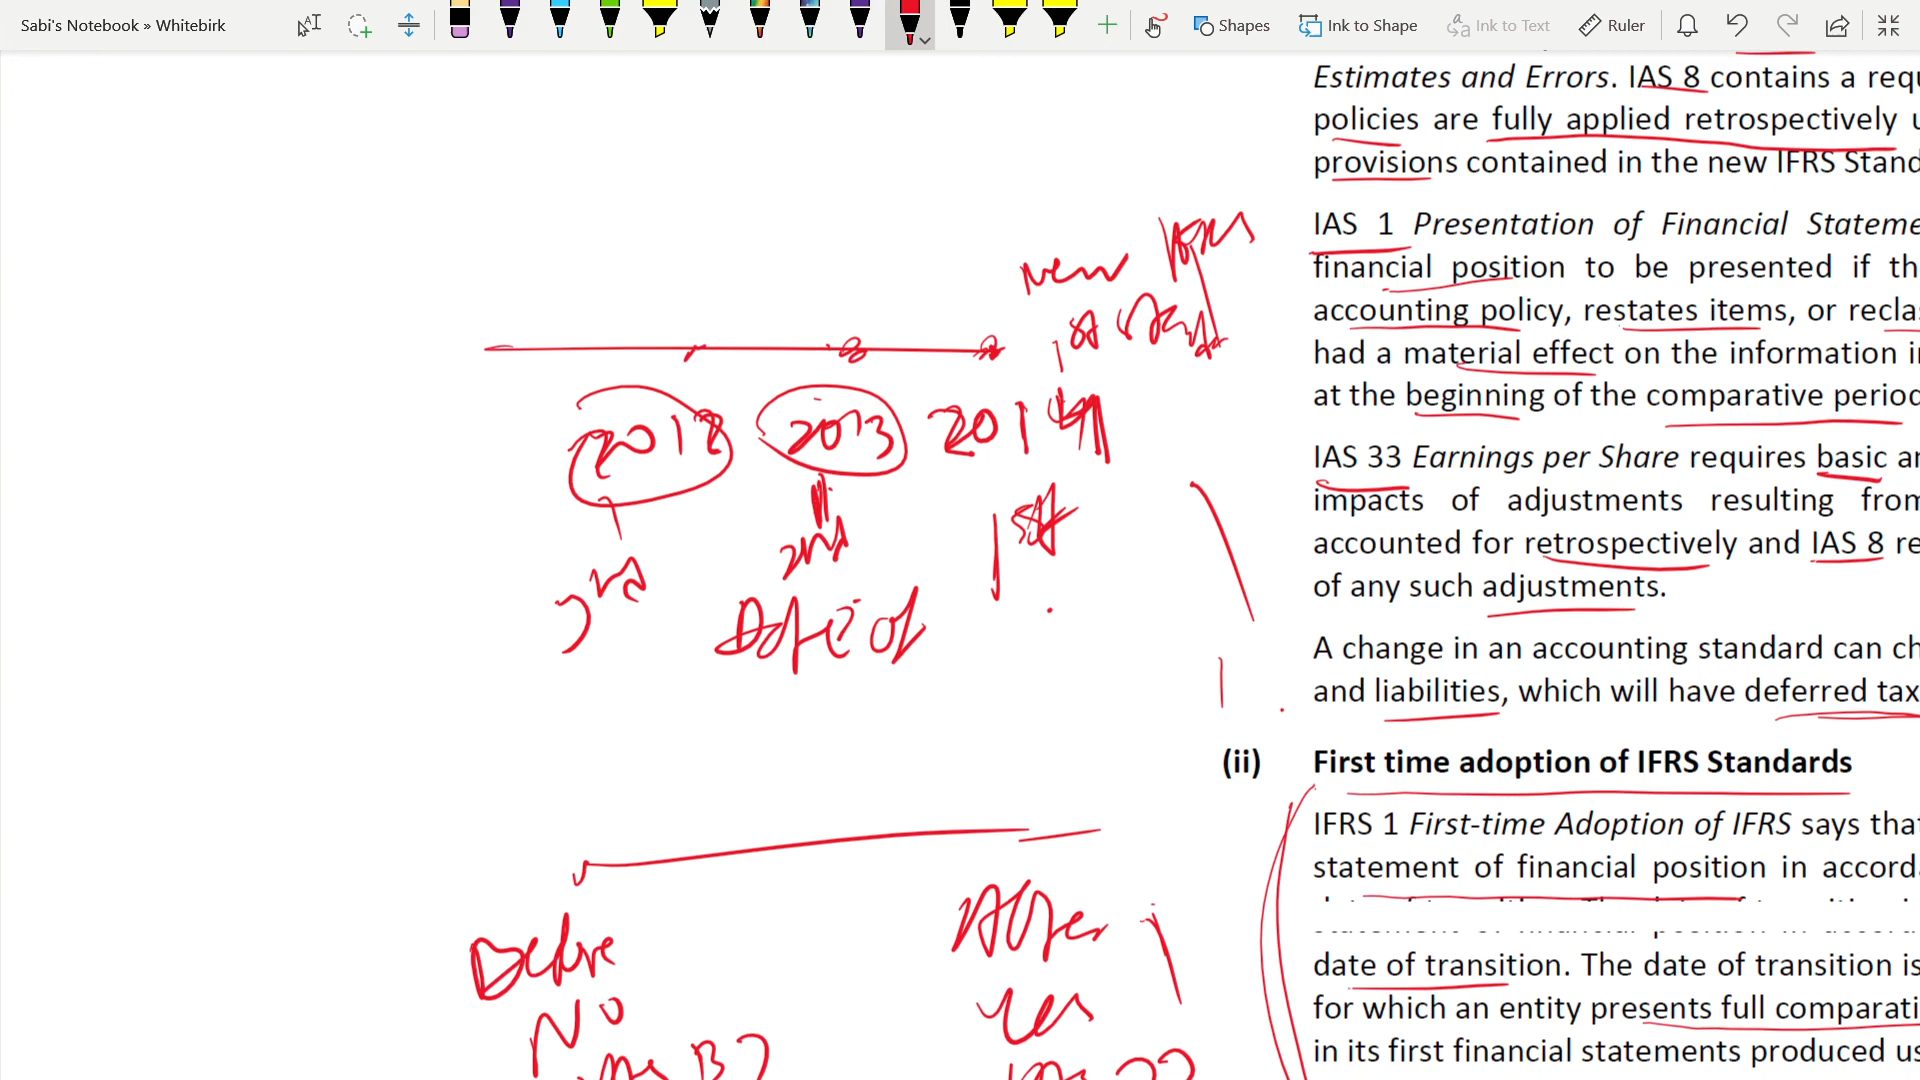 Sabi's Notebook » Whitebirk
Shapes
Ink to Shape
Ink to Text
Ruler
Estimates and Errors. IAS 8 contains a requ
policies are fully applied retrospectively u
provisions contained in the new IFRS Stand
IAS 1 Presentation of Financial Stateme
financial position to be presented if th
accounting policy, restates items, or recla
had a material effect on the information i
at the beginning of the comparative period
IAS 33 Earnings per Share requires basic a
impacts of adjustments resulting from
accounted for retrospectively and IAS 8 re
of any such adjustments.
A change in an accounting standard can ch
and liabilities, which will have deferred tax
(ii) First time adoption of IFRS Standards
IFRS 1 First-time Adoption of IFRS says that
statement of financial position in accord
date of transition. The date of transition is
for which an entity presents full comparati
in its first financial statements produced us
New IFRS
2013 201
3rd 2nd 1st
Date of
Before After
No Yes